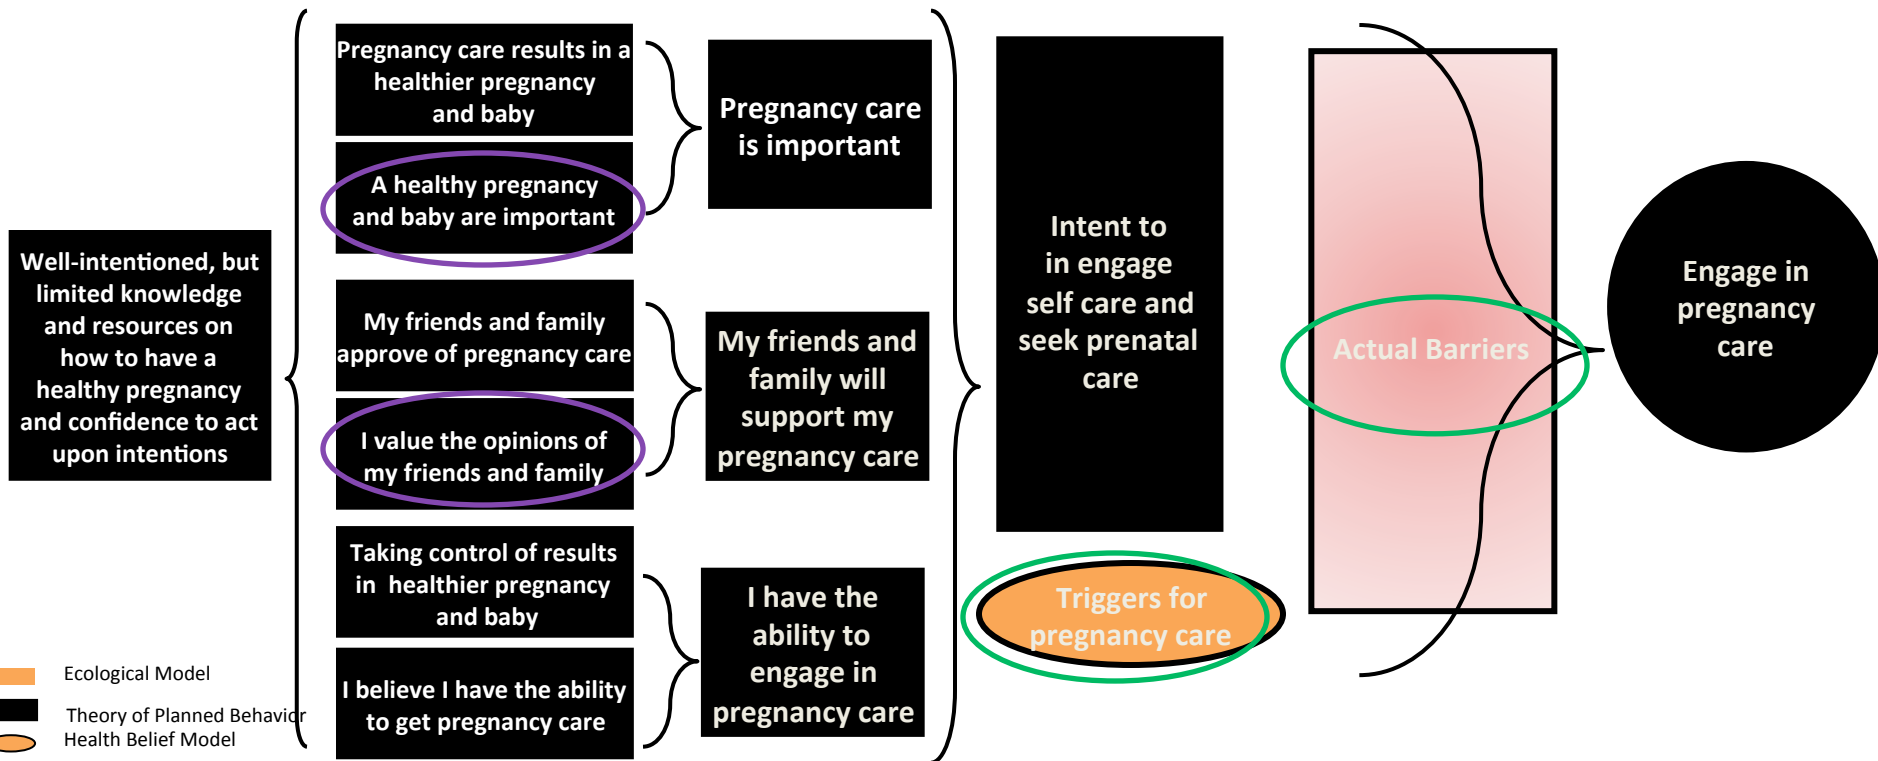 Well-intentioned, but
limited knowledge
and resources on
how to have a
healthy pregnancy
and confidence to act
upon intentions
Pregnancy care results in a
healthier pregnancy
and baby
A healthy pregnancy
and baby are important
My friends and family
approve of pregnancy care
I value the opinions of
my friends and family
Taking control of results
in healthier pregnancy
and baby
I believe I have the ability
to get pregnancy care
Pregnancy care
is important
My friends and
family will
support my
pregnancy care
I have the
ability to
engage in
pregnancy care
Intent to
in engage
self care and
seek prenatal
care
Triggers for
pregnancy care
Actual Barriers
Engage in
pregnancy
care
Ecological Model
Theory of Planned Behavior
Health Belief Model